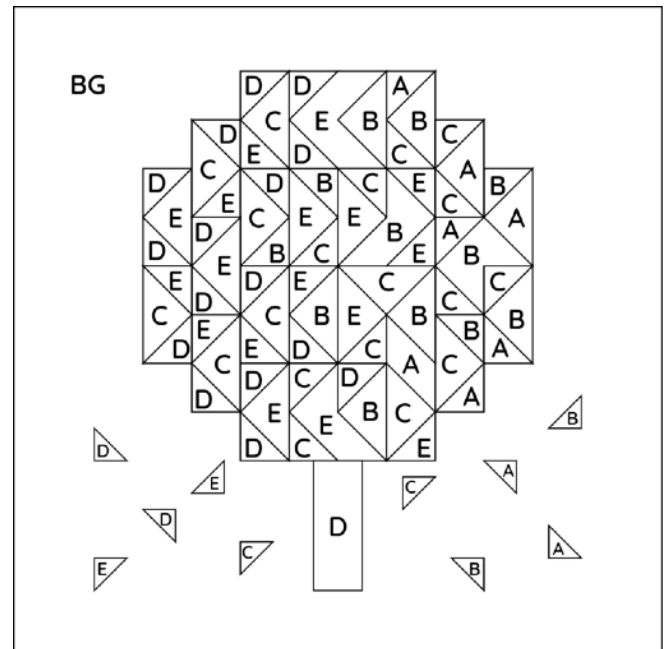 D D A
BG
C E B B
D C
E D C
C A
D D B C E B
E C
E C E E A
D A
B B
D E B C E
E D E C C
C E C B E B B
D E B
E D C A
D C A
D C D
C
A
D E B C
E B
D C E
D A
E C
D
D
C
E B A